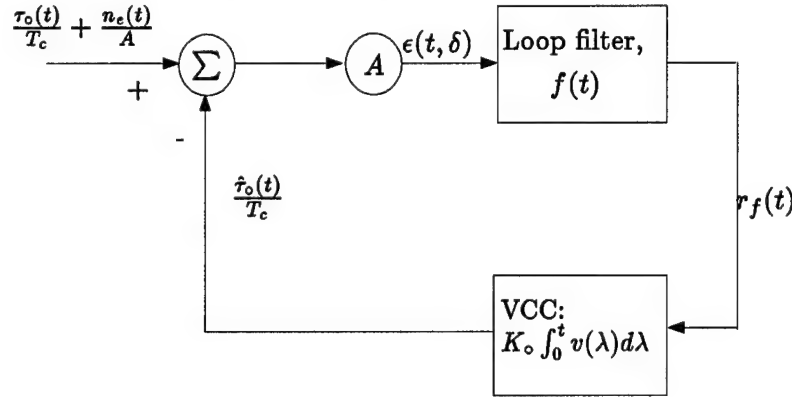 τ₀(t)/T_c + n_e(t)/A
+
-
Σ
A
ϵ(t, δ)
Loop filter,
f(t)
r_f(t)
τ̂₀(t)/T_c
VCC:
K₀ ∫₀ᵗ v(λ)dλ